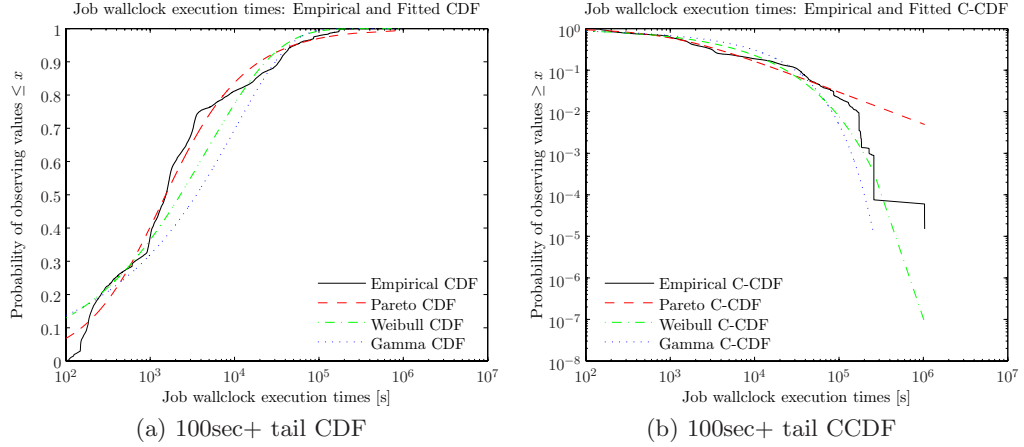 Job wallclock execution times: Empirical and Fitted CDF
Probability of observing values ≤ x
1
0.9
0.8
0.7
0.6
0.5
0.4
0.3
0.2
0.1
0
Empirical CDF
Pareto CDF
Weibull CDF
Gamma CDF
10^2 10^3 10^4 10^5 10^6 10^7
Job wallclock execution times [s]
(a) 100sec+ tail CDF
Job wallclock execution times: Empirical and Fitted C-CDF
Probability of observing values ≥ x
10^0
10^−1
10^−2
10^−3
10^−4
10^−5
10^−6
10^−7
10^−8
Empirical C-CDF
Pareto C-CDF
Weibull C-CDF
Gamma C-CDF
10^2 10^3 10^4 10^5 10^6 10^7
Job wallclock execution times [s]
(b) 100sec+ tail CCDF